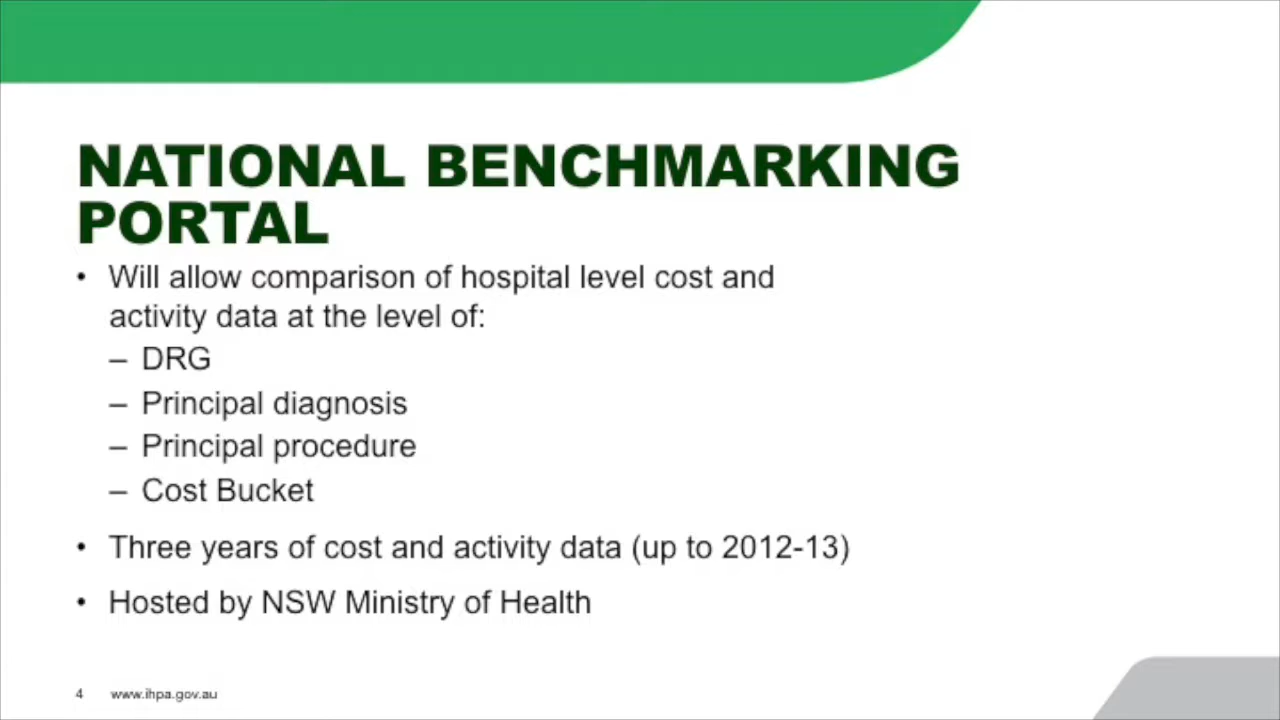 NATIONAL BENCHMARKING
PORTAL
• Will allow comparison of hospital level cost and
activity data at the level of:
– DRG
– Principal diagnosis
– Principal procedure
– Cost Bucket
• Three years of cost and activity data (up to 2012-13)
• Hosted by NSW Ministry of Health
4 www.ihpa.gov.au